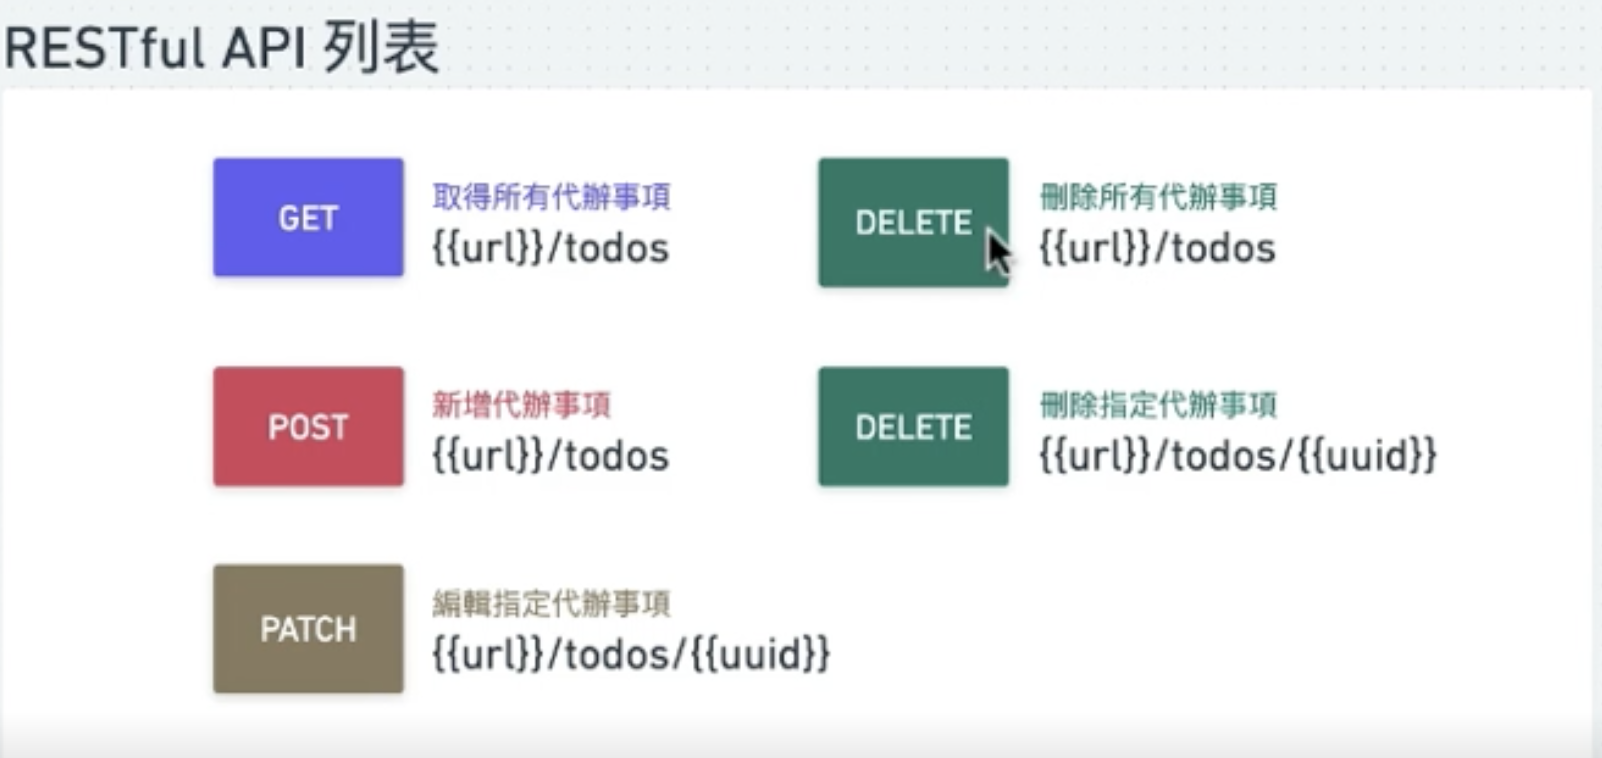 RESTful API 列表
GET
取得所有代辦事項
{{url}}/todos
DELETE
刪除所有代辦事項
{{url}}/todos
POST
新增代辦事項
{{url}}/todos
DELETE
刪除指定代辦事項
{{url}}/todos/{{uuid}}
PATCH
編輯指定代辦事項
{{url}}/todos/{{uuid}}